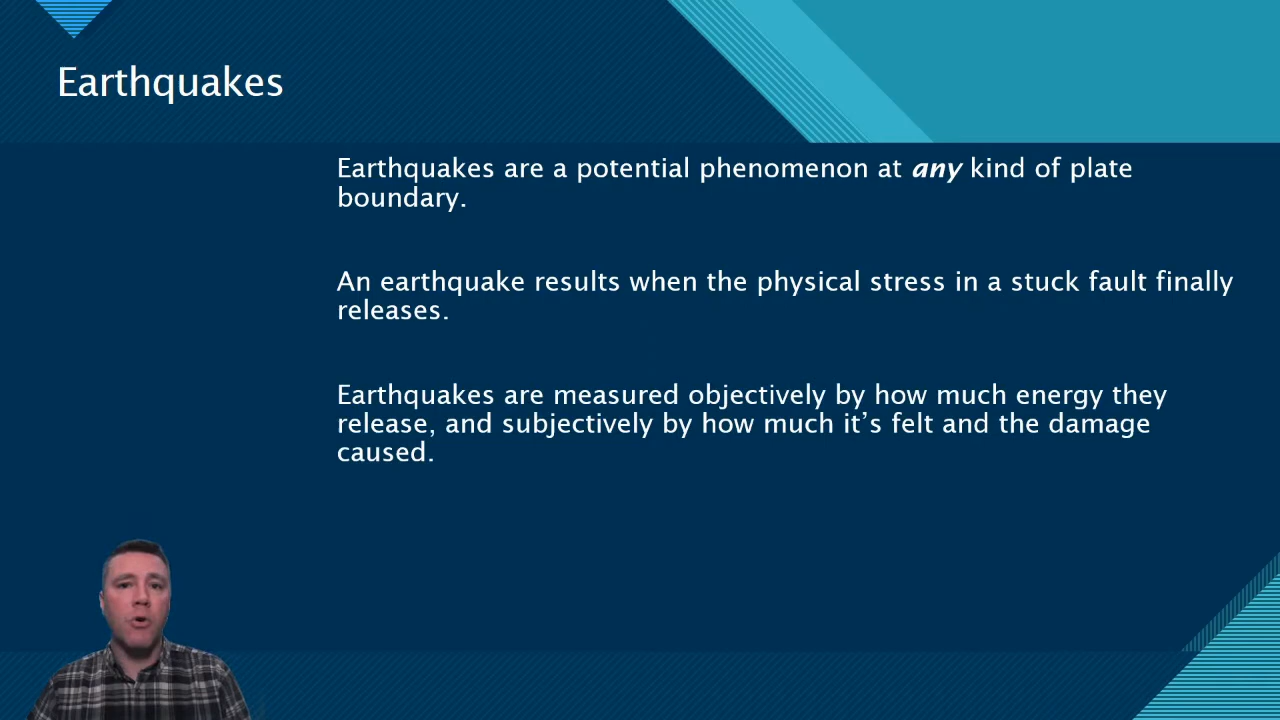 Earthquakes
Earthquakes are a potential phenomenon at any kind of plate
boundary.
An earthquake results when the physical stress in a stuck fault finally
releases.
Earthquakes are measured objectively by how much energy they
release, and subjectively by how much it’s felt and the damage
caused.